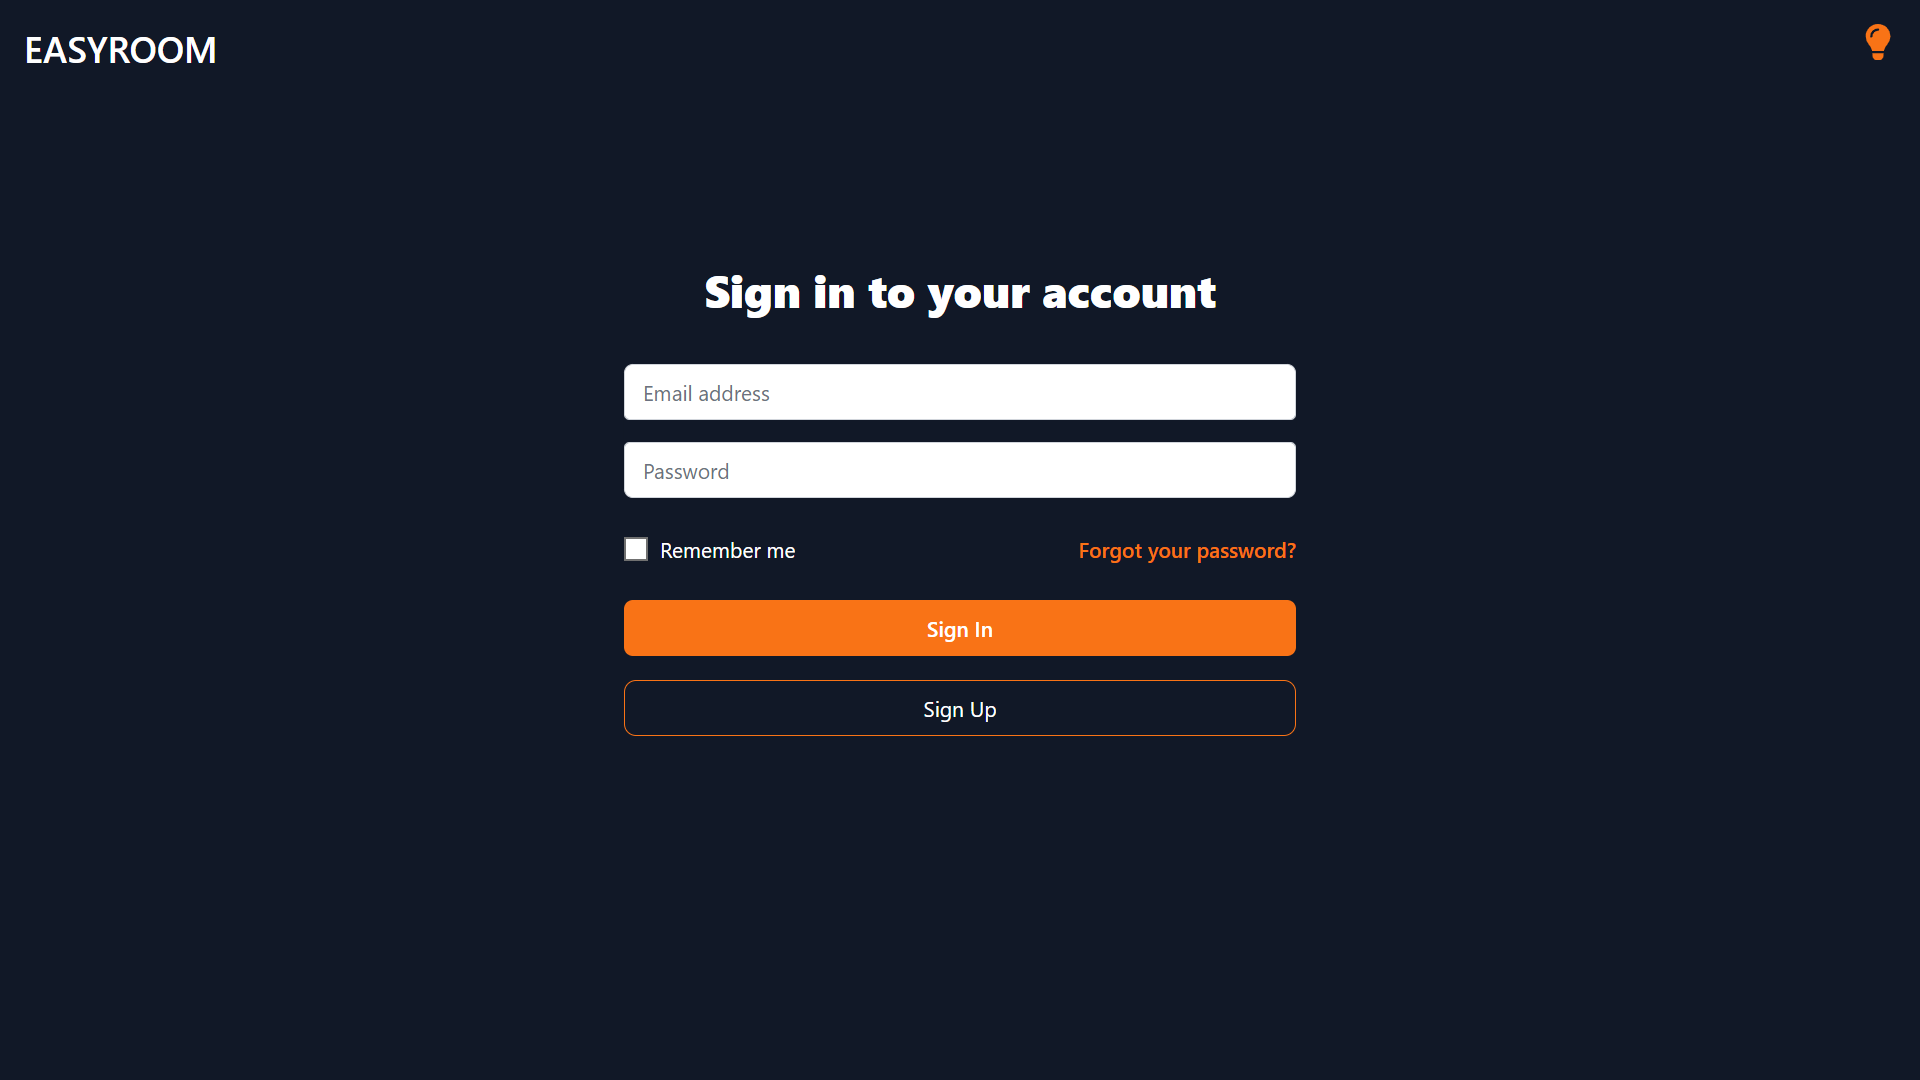 EASYROOM
Sign in to your account
Email address
Password
Remember me
Forgot your password?
Sign In
Sign Up